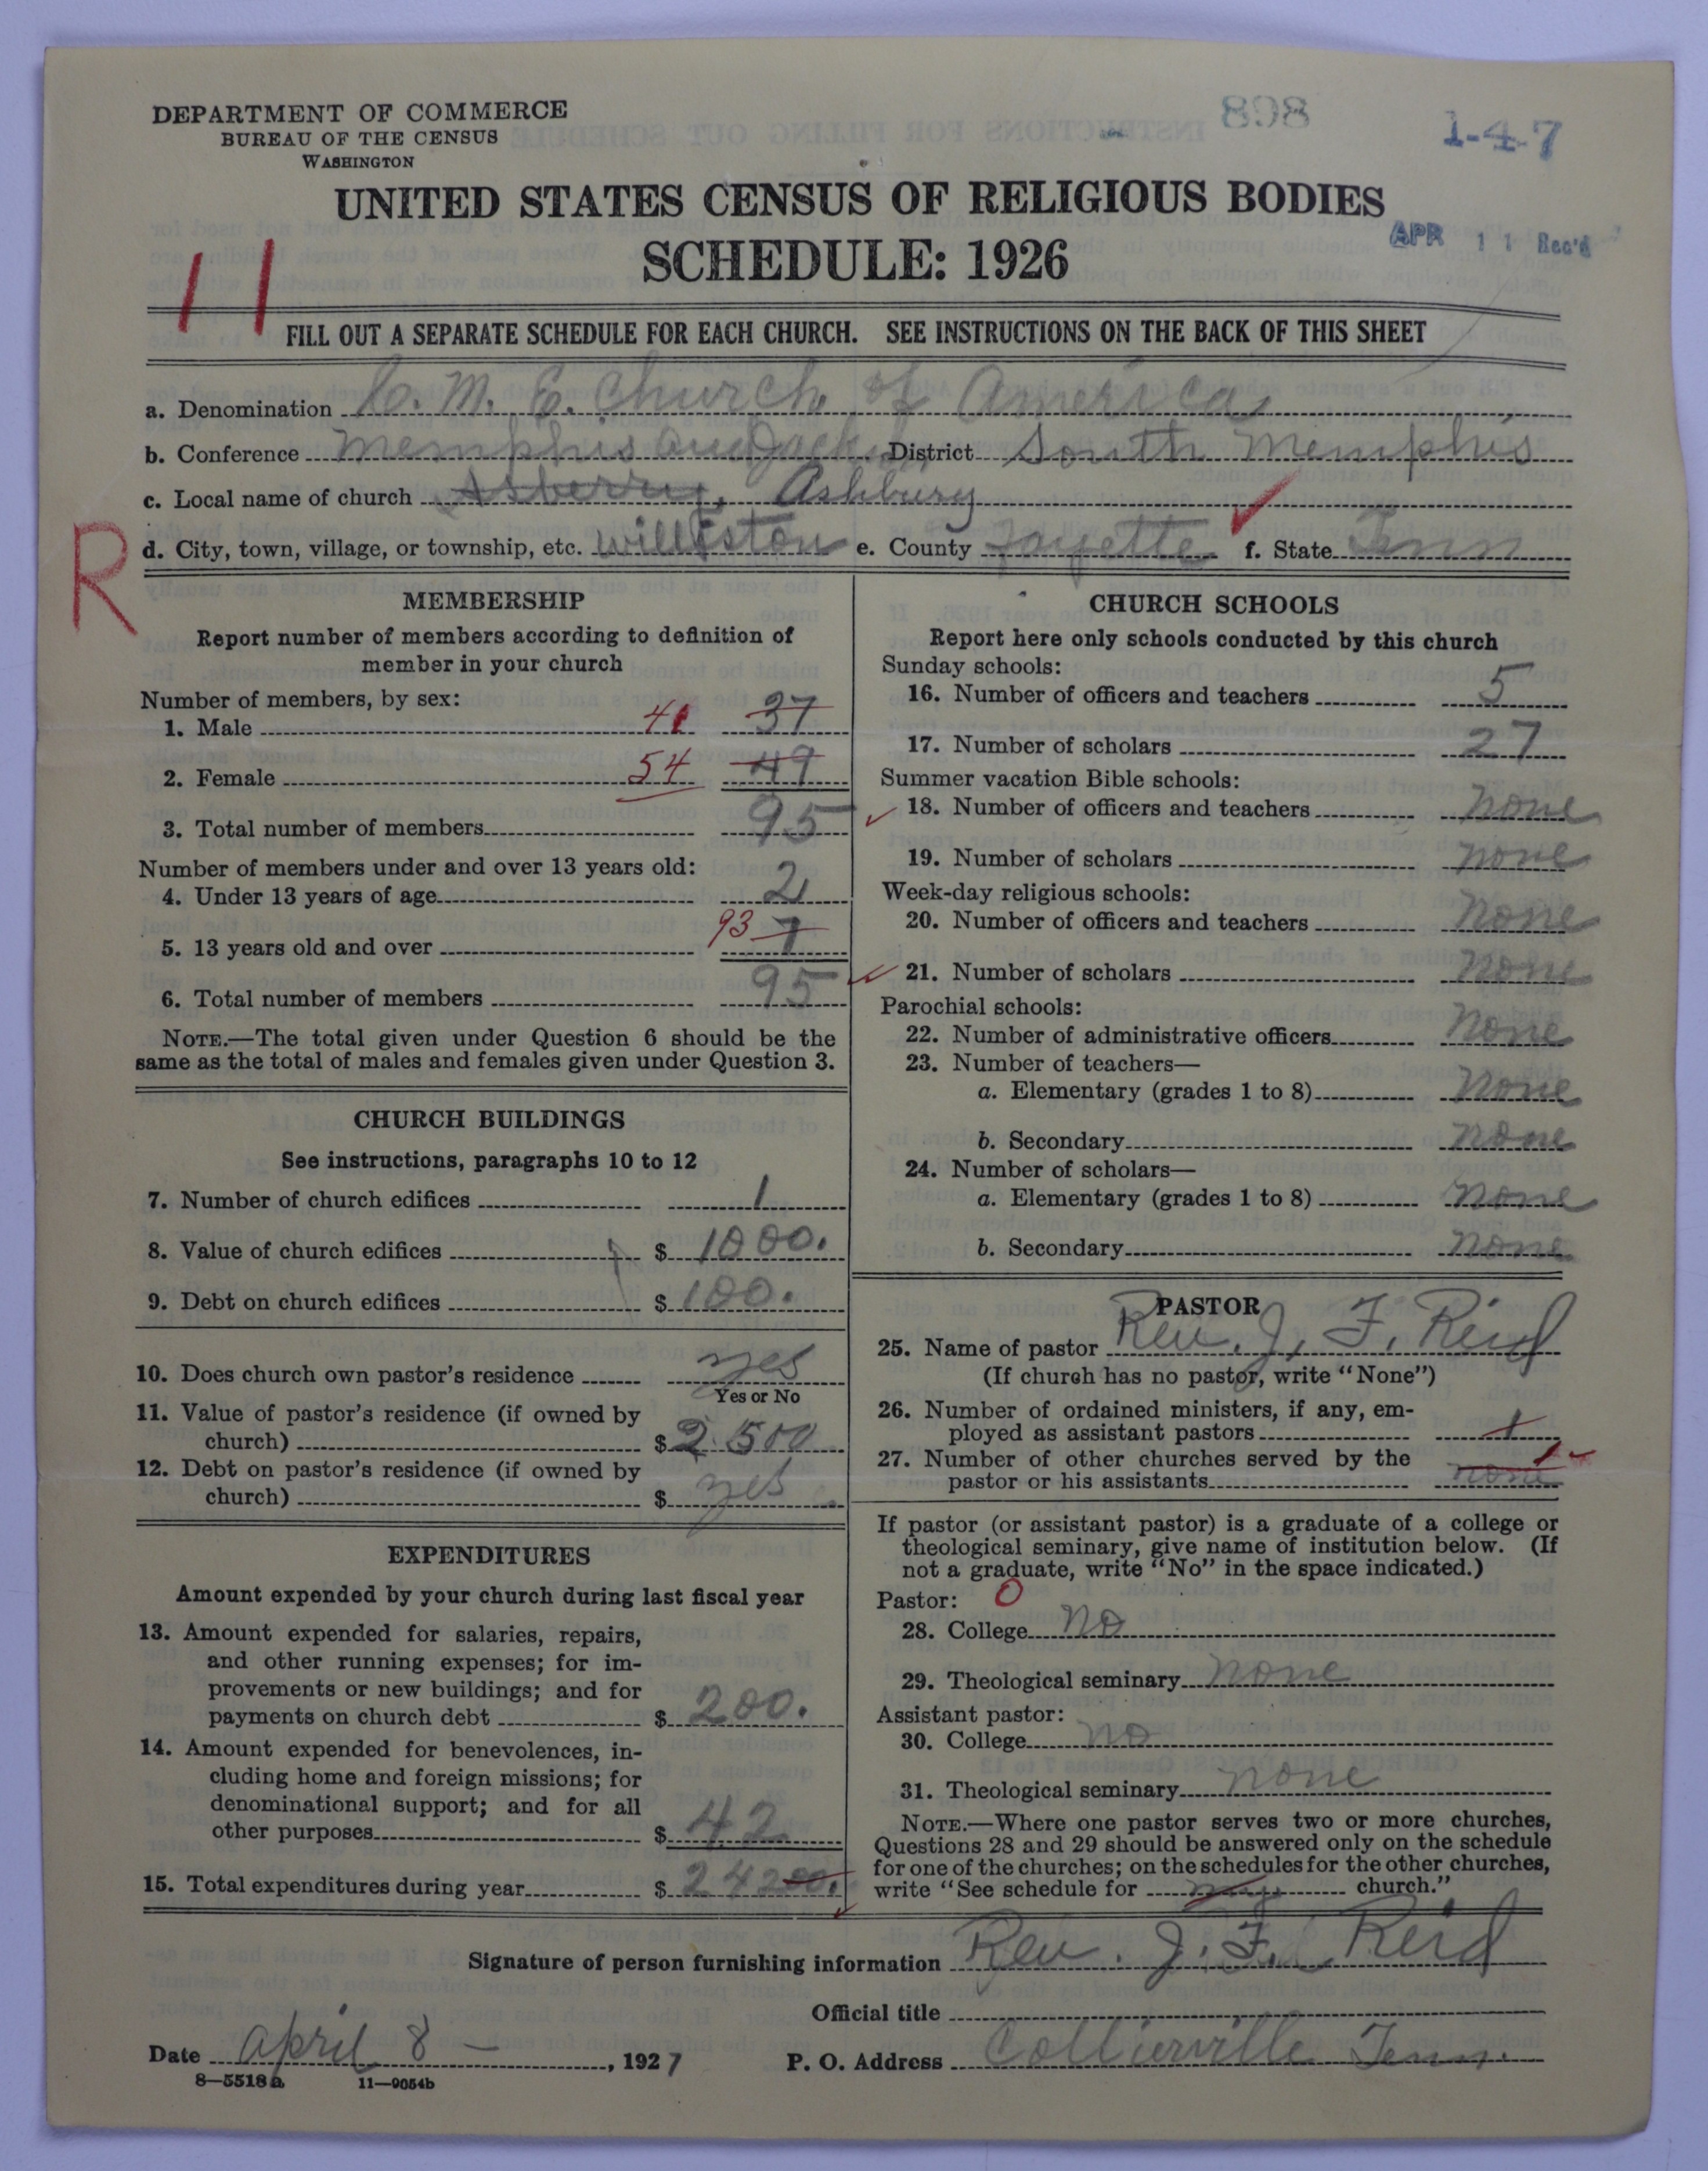 DEPARTMENT OF COMMERCE
BUREAU OF THE CENSUS
WASHINGTON
898
1-4-7
UNITED STATES CENSUS OF RELIGIOUS BODIES
SCHEDULE: 1926
APR 11 Rec'd
11
FILL OUT A SEPARATE SCHEDULE FOR EACH CHURCH. SEE INSTRUCTIONS ON THE BACK OF THIS SHEET
a. Denomination C. M. E. Church of America
b. Conference Memphis and District South Memphis
c. Local name of church Asberry, Ashbury
R
d. City, town, village, or township, etc. Williston e. County Fayette f. State Tenn
MEMBERSHIP
Report number of members according to definition of
member in your church
Number of members, by sex:
1. Male 41 37
2. Female 54 49
3. Total number of members 95
Number of members under and over 13 years old:
4. Under 13 years of age 2
5. 13 years old and over 93 7
6. Total number of members 95
NOTE.—The total given under Question 6 should be the
same as the total of males and females given under Question 3.
CHURCH BUILDINGS
See instructions, paragraphs 10 to 12
7. Number of church edifices 1
8. Value of church edifices $ 1000.
9. Debt on church edifices $ 100.
10. Does church own pastor's residence yes
Yes or No
11. Value of pastor's residence (if owned by
church) $ 2500
12. Debt on pastor's residence (if owned by
church) $ yes
EXPENDITURES
Amount expended by your church during last fiscal year
13. Amount expended for salaries, repairs,
and other running expenses; for im-
provements or new buildings; and for
payments on church debt $ 200.
14. Amount expended for benevolences, in-
cluding home and foreign missions; for
denominational support; and for all
other purposes $ 42
15. Total expenditures during year $ 24200.
CHURCH SCHOOLS
Report here only schools conducted by this church
Sunday schools:
16. Number of officers and teachers 5
17. Number of scholars 27
Summer vacation Bible schools:
18. Number of officers and teachers none
19. Number of scholars none
Week-day religious schools:
20. Number of officers and teachers None
21. Number of scholars None
Parochial schools:
22. Number of administrative officers None
23. Number of teachers—
a. Elementary (grades 1 to 8) None
b. Secondary none
24. Number of scholars—
a. Elementary (grades 1 to 8) none
b. Secondary none
PASTOR
25. Name of pastor Rev. J. F. Reid
(If church has no pastor, write "None")
26. Number of ordained ministers, if any, em-
ployed as assistant pastors 1
27. Number of other churches served by the
pastor or his assistants none 1
If pastor (or assistant pastor) is a graduate of a college or
theological seminary, give name of institution below. (If
not a graduate, write "No" in the space indicated.)
Pastor: 0
28. College No
29. Theological seminary none
Assistant pastor:
30. College no
31. Theological seminary none
NOTE.—Where one pastor serves two or more churches,
Questions 28 and 29 should be answered only on the schedule
for one of the churches; on the schedules for the other churches,
write "See schedule for church."
Signature of person furnishing information Rev. J. F. Reid
Official title
Date april 8 — , 1927 P. O. Address Collierville Tenn.
8—5518a 11—9054b